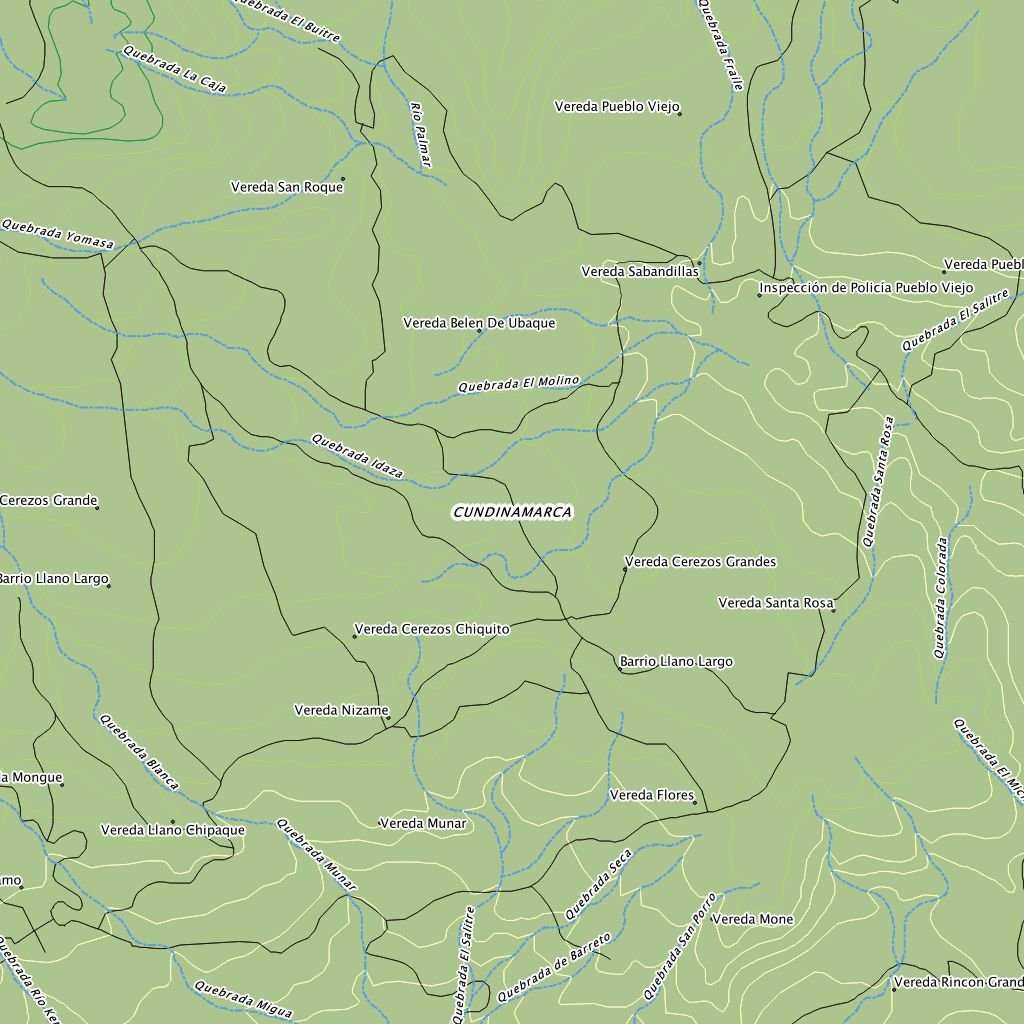 Quebrada El Buitre
Quebrada La Caja
Quebrada Fraile
Río Palmar
Vereda Pueblo Viejo
Vereda San Roque
Quebrada Yomasa
Vereda Sabandillas
Vereda Puebl
Inspección de Policía Pueblo Viejo
Quebrada El Salitre
Vereda Belen De Ubaque
Quebrada El Molino
Quebrada Idaza
Quebrada Santa Rosa
Cerezos Grande
CUNDINAMARCA
Vereda Cerezos Grandes
Quebrada Colorada
Barrio Llano Largo
Vereda Santa Rosa
Vereda Cerezos Chiquito
Barrio Llano Largo
Vereda Nizame
Quebrada Blanca
Quebrada El Mich
a Mongue
Vereda Flores
Vereda Munar
Vereda Llano Chipaque
Quebrada Munar
Quebrada Seca
amo
Quebrada El Salitre
Quebrada San Porro
Vereda Mone
Quebrada de Barreto
Quebrada Rio Ker
Quebrada Migua
Vereda Rincon Grand